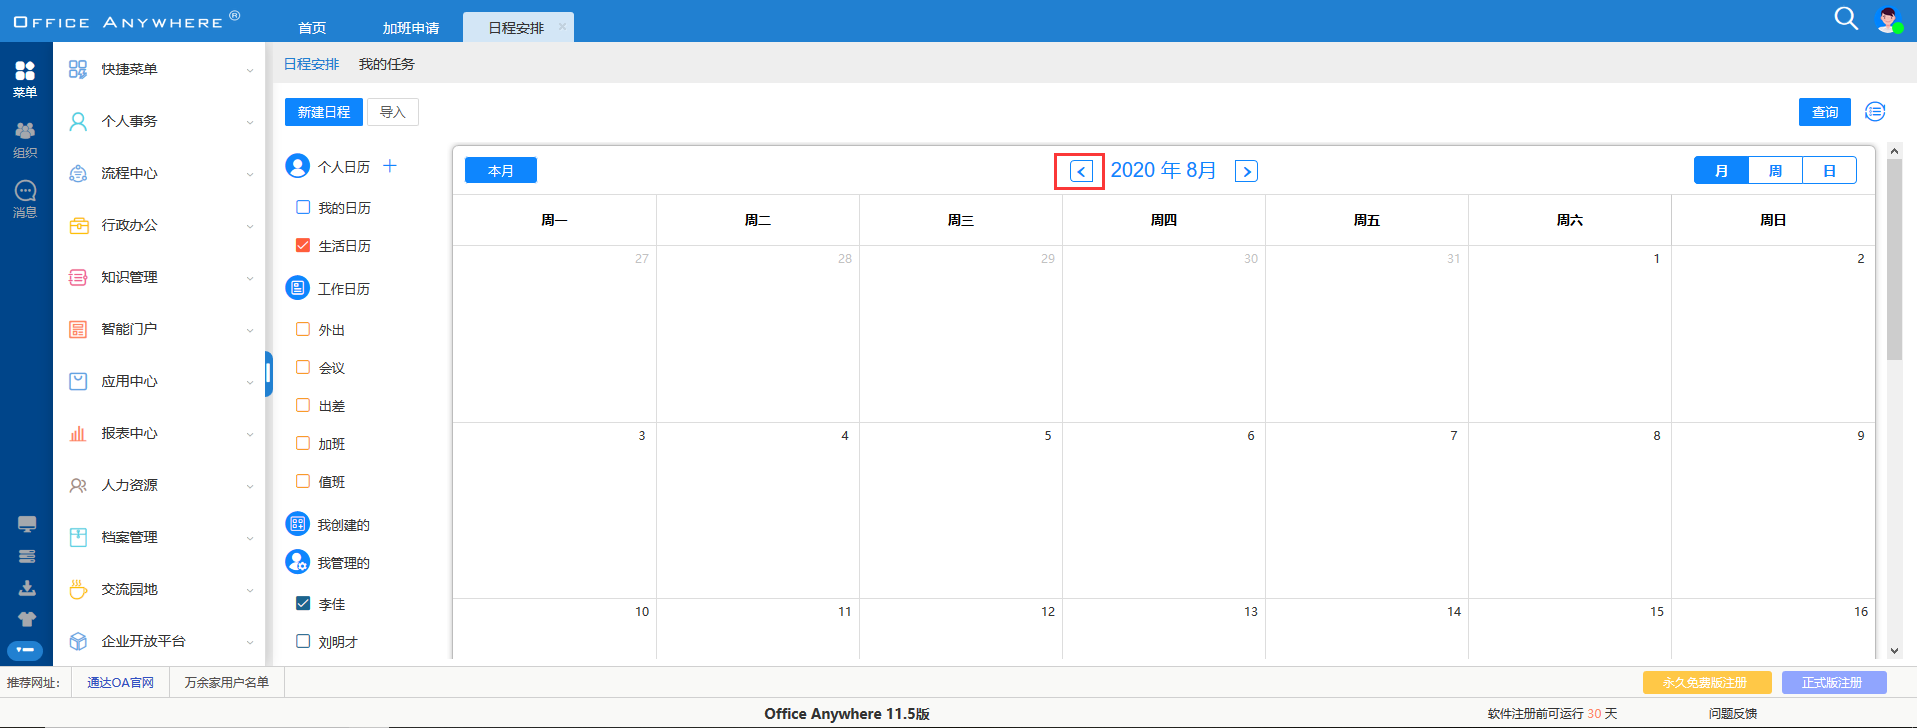 OFFICE ANYWHERE ®
首页 加班申请 日程安排 ×
菜单
组织
消息
快捷菜单
个人事务
流程中心
行政办公
知识管理
智能门户
应用中心
报表中心
人力资源
档案管理
交流园地
企业开放平台
日程安排 我的任务
新建日程 导入 查询
个人日历 +
我的日历
生活日历
工作日历
外出
会议
出差
加班
值班
我创建的
我管理的
李佳
刘明才
本月 < 2020 年 8月 > 月 周 日
周一 周二 周三 周四 周五 周六 周日
27 28 29 30 31 1 2
3 4 5 6 7 8 9
10 11 12 13 14 15 16
推荐网址: 通达OA官网 万余家用户名单 永久免费版注册 正式版注册
Office Anywhere 11.5版 软件注册前可运行 30 天 问题反馈